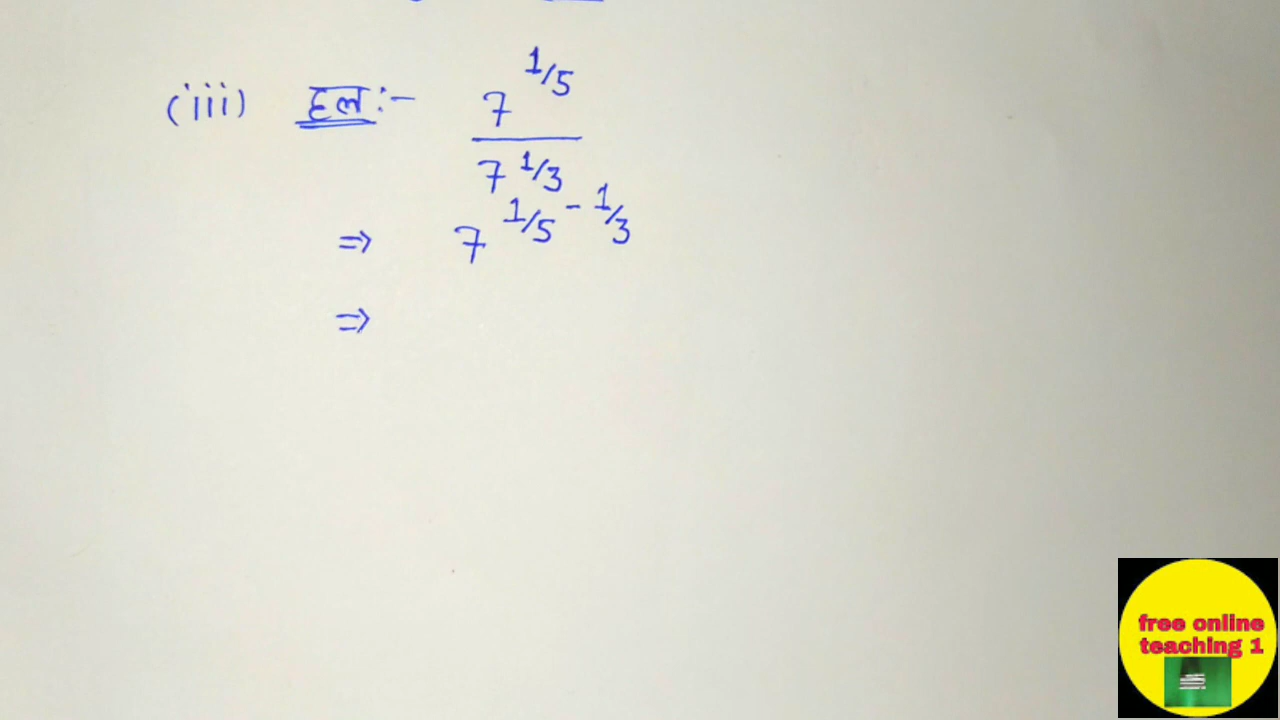 (iii) हल :- 7^{1/5}
7^{1/3}
⇒ 7^{1/5 - 1/3}
⇒
free online
teaching 1